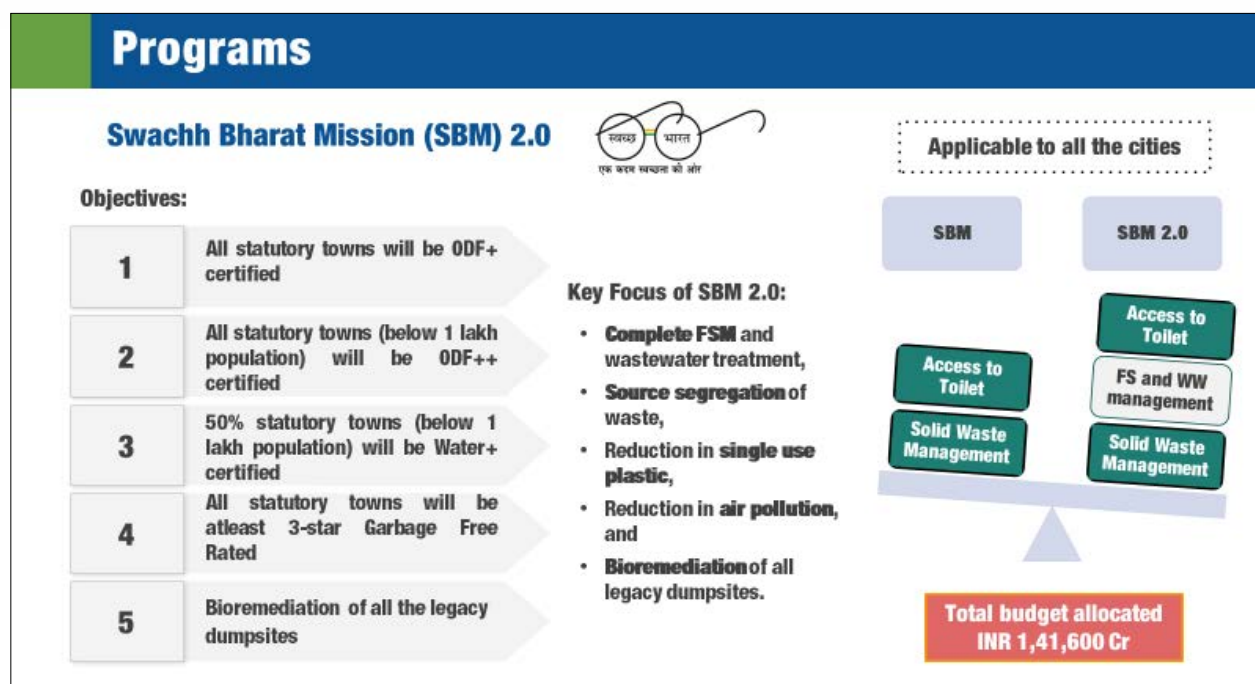 Programs
Swachh Bharat Mission (SBM) 2.0
स्वच्छ भारत
एक कदम स्वच्छता की ओर
Objectives:
1
All statutory towns will be ODF+
certified
2
All statutory towns (below 1 lakh
population) will be ODF++
certified
3
50% statutory towns (below 1
lakh population) will be Water+
certified
4
All statutory towns will be
atleast 3-star Garbage Free
Rated
5
Bioremediation of all the legacy
dumpsites
Key Focus of SBM 2.0:
• Complete FSM and
wastewater treatment,
• Source segregation of
waste,
• Reduction in single use
plastic,
• Reduction in air pollution,
and
• Bioremediation of all
legacy dumpsites.
Applicable to all the cities
SBM
SBM 2.0
Access to
Toilet
Solid Waste
Management
Access to
Toilet
FS and WW
management
Solid Waste
Management
Total budget allocated
INR 1,41,600 Cr